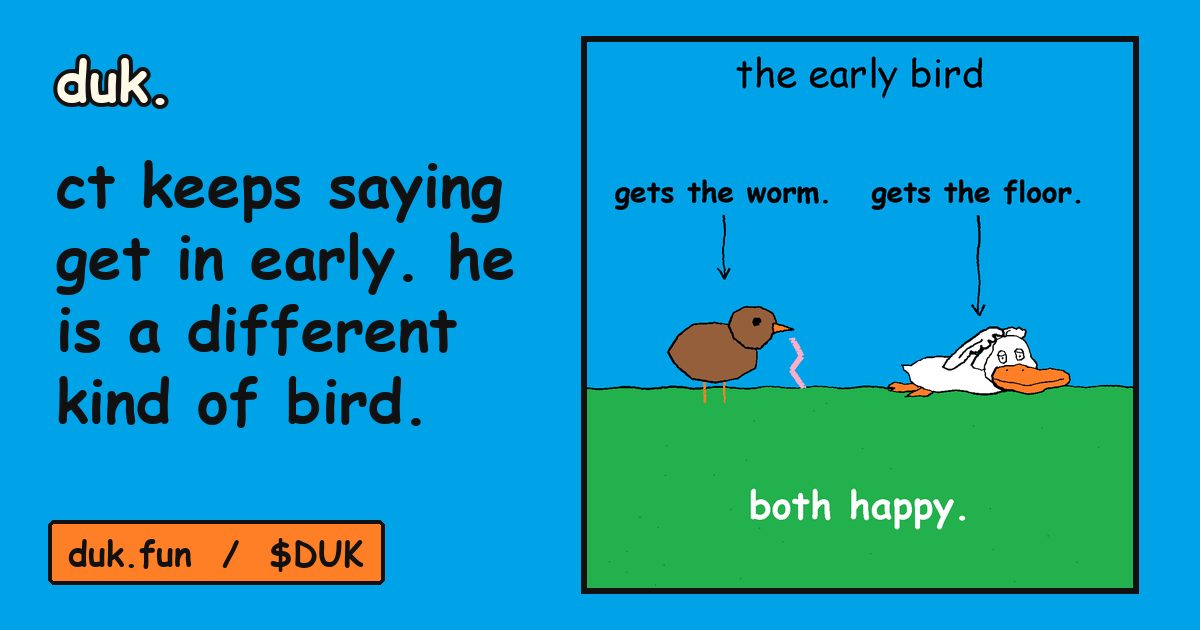 duk.
ct keeps saying
get in early. he
is a different
kind of bird.
duk.fun / $DUK
the early bird
gets the worm. gets the floor.
both happy.